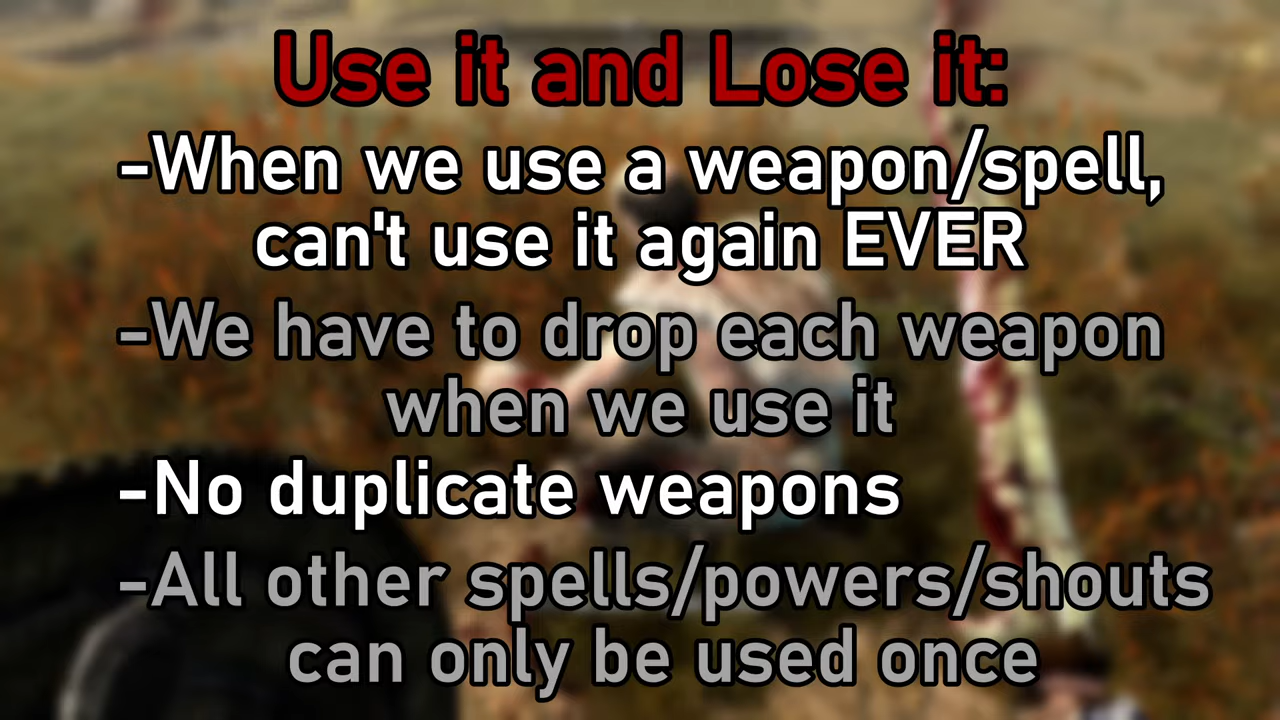 Use it and Lose it:
-When we use a weapon/spell,
can't use it again EVER
-We have to drop each weapon
when we use it
-No duplicate weapons
-All other spells/powers/shouts
can only be used once